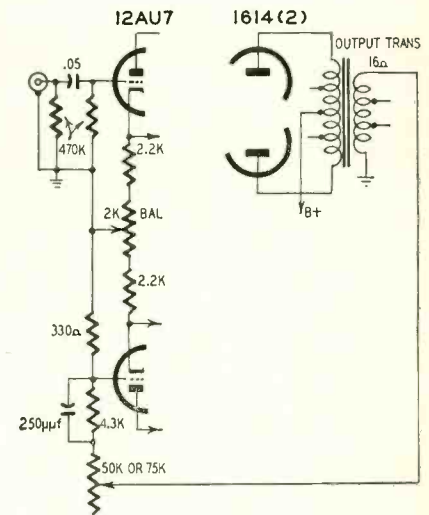 12AU7
1614(2)
OUTPUT TRANS
16Ω
.05
470K
2.2K
2K
BAL
B+
2.2K
330Ω
250μμf
4.3K
50K OR 75K